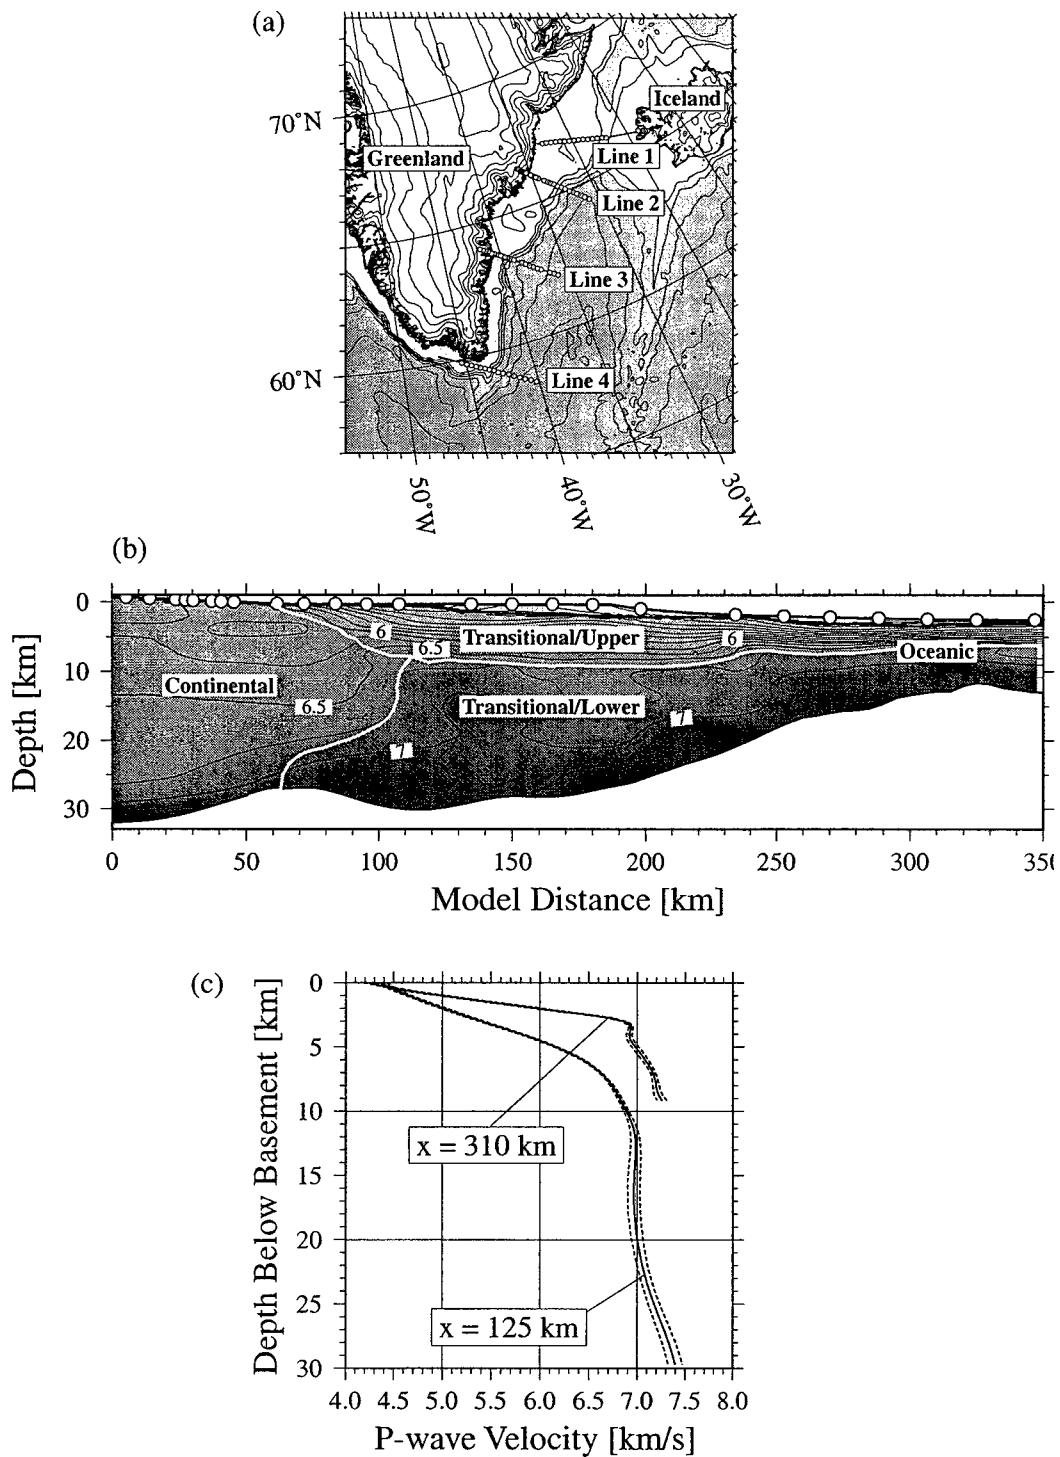 (a)
70°N
60°N
Greenland
Iceland
Line 1
Line 2
Line 3
Line 4
50°W
40°W
30°W
(b)
Depth [km]
0
10
20
30
6
6.5
Transitional/Upper
6
Oceanic
Continental
6.5
Transitional/Lower
7
7
0 50 100 150 200 250 300 350
Model Distance [km]
(c)
Depth Below Basement [km]
0
5
10
15
20
25
30
x = 310 km
x = 125 km
4.0 4.5 5.0 5.5 6.0 6.5 7.0 7.5 8.0
P-wave Velocity [km/s]